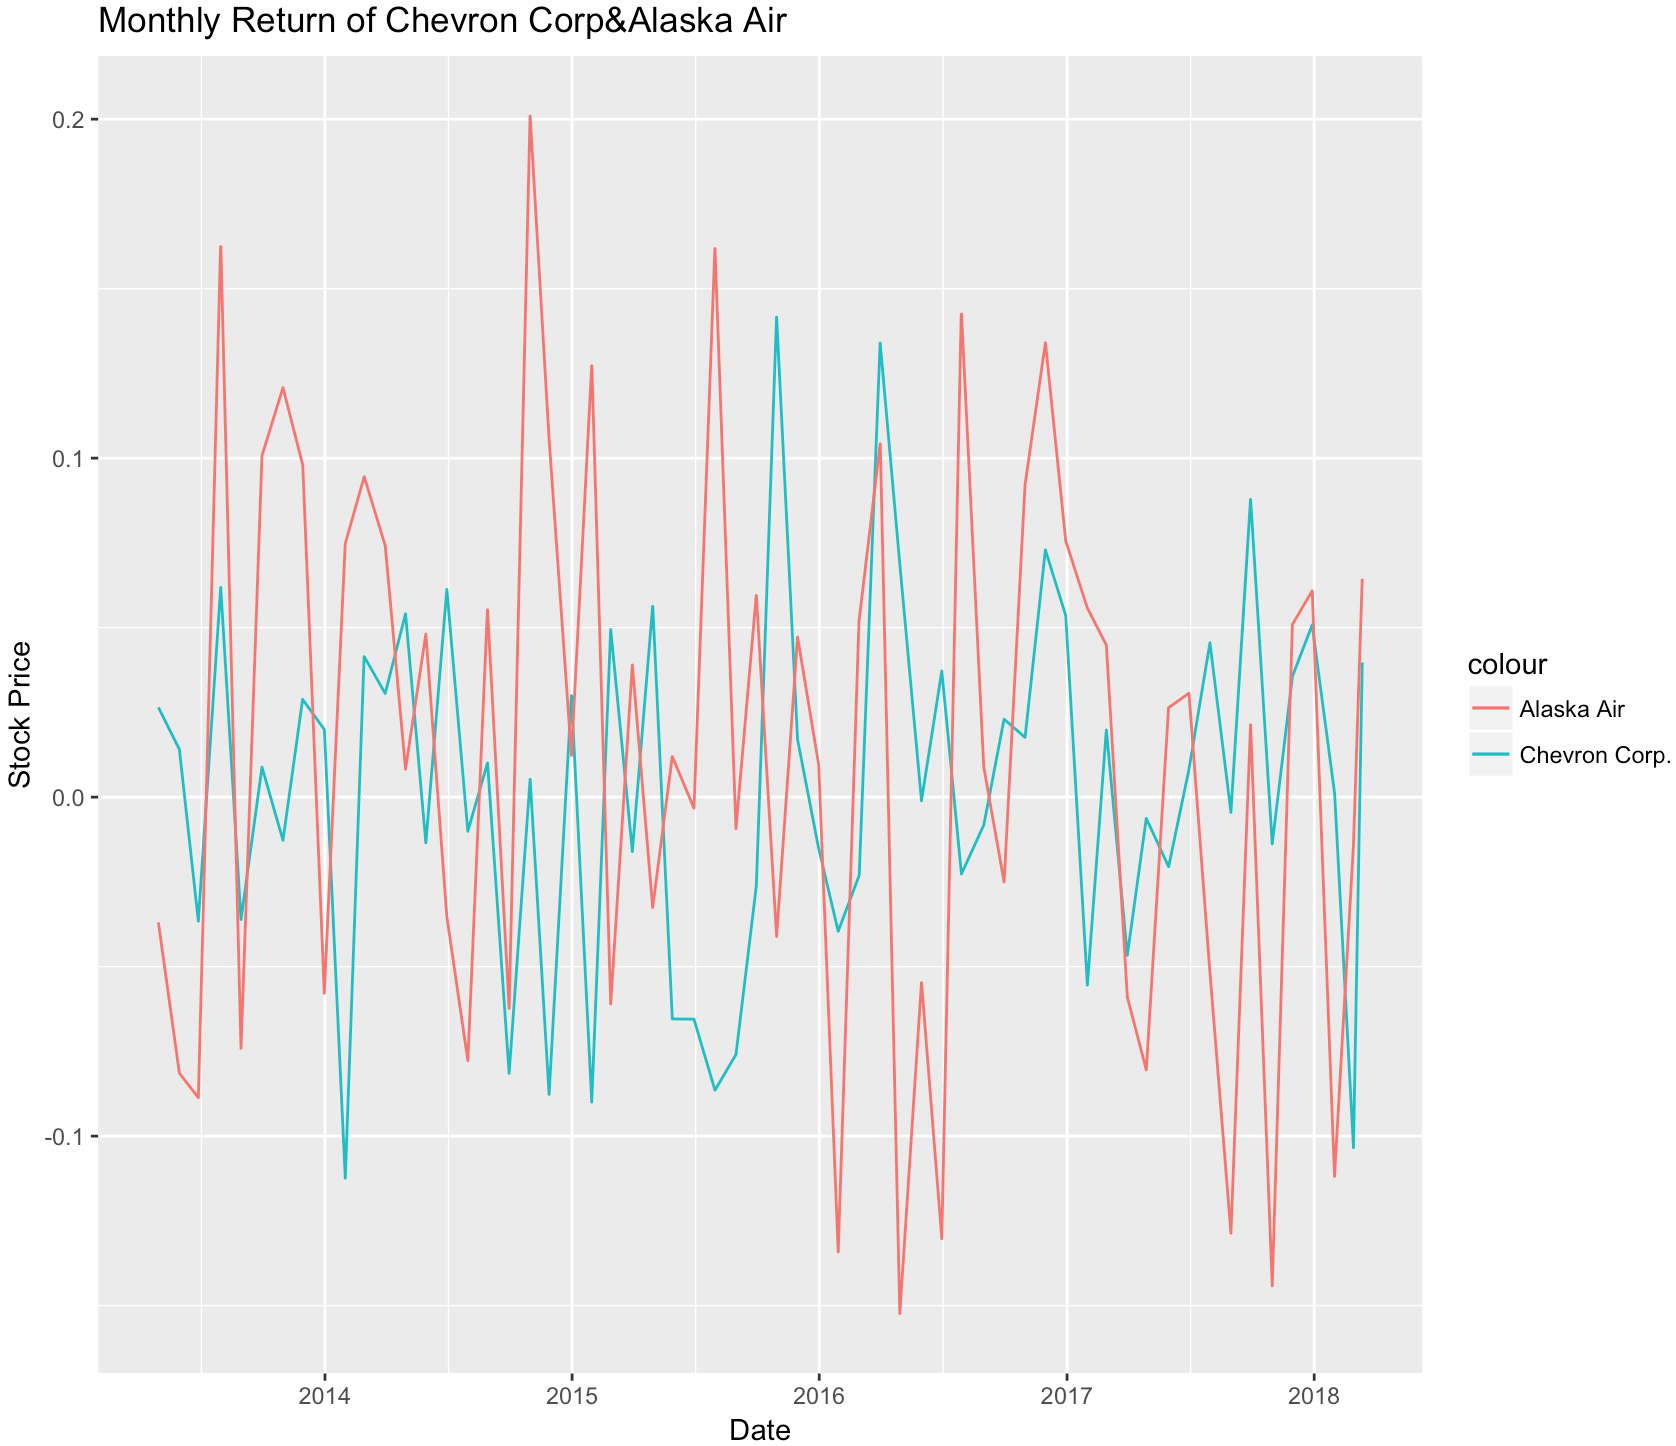 Monthly Return of Chevron Corp&Alaska Air
Stock Price
0.2
0.1
0.0
-0.1
2014
2015
2016
2017
2018
Date
colour
Alaska Air
Chevron Corp.